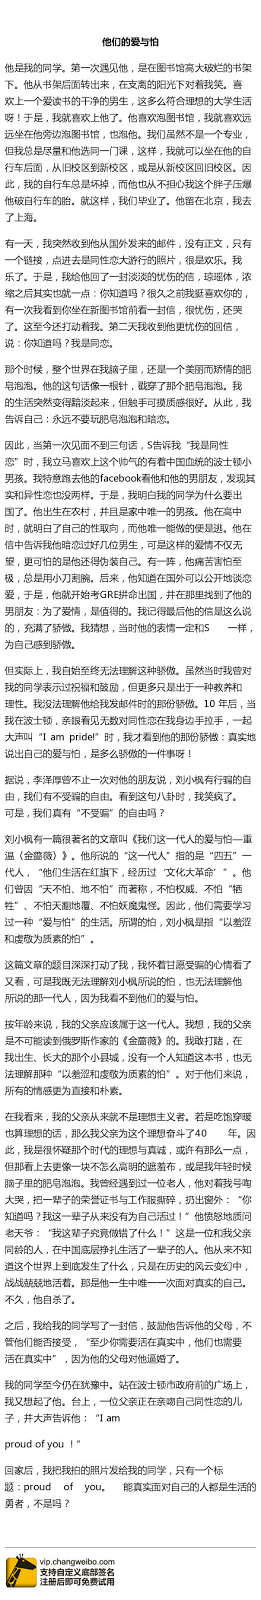 他们的爱与怕
他是我的同学。第一次遇见他，是在图书馆高大破烂的书架
下。他从书架后面转出来，在支离的阳光下对着我笑。喜
欢上一个爱读书的干净的男生，这多么符合理想的大学生活
呀！于是，我就喜欢上他了。他喜欢泡图书馆，我就喜欢远
远坐在他旁边泡图书馆，也泡他。我们虽然不是一个专业，
但我总是尽量和他选同一门课，这样，我就可以坐在他的自
行车后面，从旧校区到新校区，或是从新校区回旧校区。因
此，我的自行车总是坏掉，而他也从不担心我这个胖子压爆
他破自行车的胎。就这样，我们毕业了。他留在北京，我去
了上海。
有一天，我突然收到他从国外发来的邮件，没有正文，只有
一个链接，点进去是同性恋大游行的照片，很是欢乐。我
乐了。于是，我给他回了一封淡淡的忧伤的信，琼瑶体，浓
缩之后其实也就一点：你知道吗？很久之前我挺喜欢你的，
有一次我看到你坐在新图书馆前看一封信，很忧伤，还哭
了。这至今还打动着我。第二天我收到他更忧伤的回信，
说：你知道吗？我是同恋。
那个时候，整个世界在我脑子里，还是一个美丽而矫情的肥
皂泡泡。他的这句话像一根针，戳穿了那个肥皂泡泡。我
的生活突然变得黯淡起来，但触手可摸质感很好。从此，我
告诉自己：永远不要玩肥皂泡泡和暗恋。
因此，当第一次见面不到三句话，S告诉我“我是同性
恋”时，我立马喜欢上这个帅气的有着中国血统的波士顿小
男孩。我特意跑去他的facebook看他和他的男朋友，发现其
实和异性恋也没两样。于是，我明白我的同学为什么要出
国了。他出生在农村，并且是家中唯一的男孩。他在高中
时，就明白了自己的性取向，而他唯一能做的便是逃。他在
信中告诉我他暗恋过好几位男生，可是这样的爱情不仅无
望，更可怕的是他还得伪装自己。有一阵，他痛苦害怕至
极，总是用小刀割腕。后来，他知道在国外可以公开地谈恋
爱，于是，他就开始考GRE拼命出国，并在那里找到了他的
男朋友：为了爱情，是值得的。我记得最后他的信是这么说
的，充满了骄傲。我猜想，当时他的表情一定和S 一样，
为自己感到骄傲。
但实际上，我自始至终无法理解这种骄傲。虽然当时我曾对
我的同学表示过祝福和鼓励，但更多只是出于一种教养和
理性。我没法理解他给我发邮件时的那份骄傲。10 年后，当
我在波士顿，亲眼看见无数对同性恋在我身边手拉手，一起
大声叫“I am pride!”时，我才看到他的那份骄傲：真实地
说出自己的爱与怕，是多么骄傲的一件事呀！
据说，李泽厚曾不止一次对他的朋友说，刘小枫有行骗的自
由，我们有不受骗的自由。看到这句八卦时，我笑疯了。
可是，我们真有“不受骗”的自由吗？
刘小枫有一篇很著名的文章叫《我们这一代人的爱与怕—重
温〈金蔷薇〉》。他所说的“这一代人”指的是“四五”一
代人，“他们生活在红旗下，经历过‘文化大革命’”。他
们曾因“天不怕、地不怕”而著称，不怕权威、不怕“牺
牲”、不怕天翻地覆、不怕妖魔鬼怪。因此，他们需要学习
过一种“爱与怕”的生活。所谓的怕，刘小枫是指“以羞涩
和虔敬为质素的怕”。
这篇文章的题目深深打动了我，我怀着甘愿受骗的心情看了
又看，可是我既无法理解刘小枫所说的怕，也无法理解他
所说的那一代人，因为我看不到他们的爱与怕。
按年龄来说，我的父亲应该属于这一代人。我想，我的父亲
是不可能读到俄罗斯作家的《金蔷薇》的。我敢打赌，在
我出生、长大的那个小县城，没有一个人知道这本书，也无
法理解那种“以羞涩和虔敬为质素的怕”。对于他们来说，
所有的情感更为直接和朴素。
在我看来，我的父亲从来就不是理想主义者。若是吃饱穿暖
也算理想的话，那么我父亲为这个理想奋斗了40 年。因
此，我是很怀疑那个时代的理想与真诚，或许有那么一点，
但那看上去更像一块不怎么高明的遮羞布，或是我年轻时候
脑子里的肥皂泡泡。我曾经遇到过一位老人，他对着我号啕
大哭，把一辈子的荣誉证书与工作服撕碎，扔出窗外：“你
知道吗？我这一辈子从来没有为自己活过！”他愤怒地质问
老天爷：“我这辈子究竟做错了什么！”这是一位和我父亲
同龄的人，在中国底层挣扎生活了一辈子的人。他从来不知
道这个世界上到底发生了什么，只是在历史的风云变幻中，
战战兢兢地活着。那是他一生中唯一一次面对真实的自己。
不久，他自杀了。
之后，我给我的同学写了一封信，鼓励他告诉他的父母，不
管他们能否接受，“至少你需要活在真实中，他们也需要
活在真实中”，因为他的父母对他逼婚了。
我的同学至今仍在犹豫中。站在波士顿市政府前的广场上，
我又想起了他。台上，一位父亲正在亲吻自己同性恋的儿
子，并大声告诉他：“I am
proud of you ！”
回家后，我把我拍的照片发给我的同学，只有一个标
题：proud of you。 能真实面对自己的人都是生活的
勇者，不是吗？
vip.changweibo.com
支持自定义底部签名
注册后即可免费试用